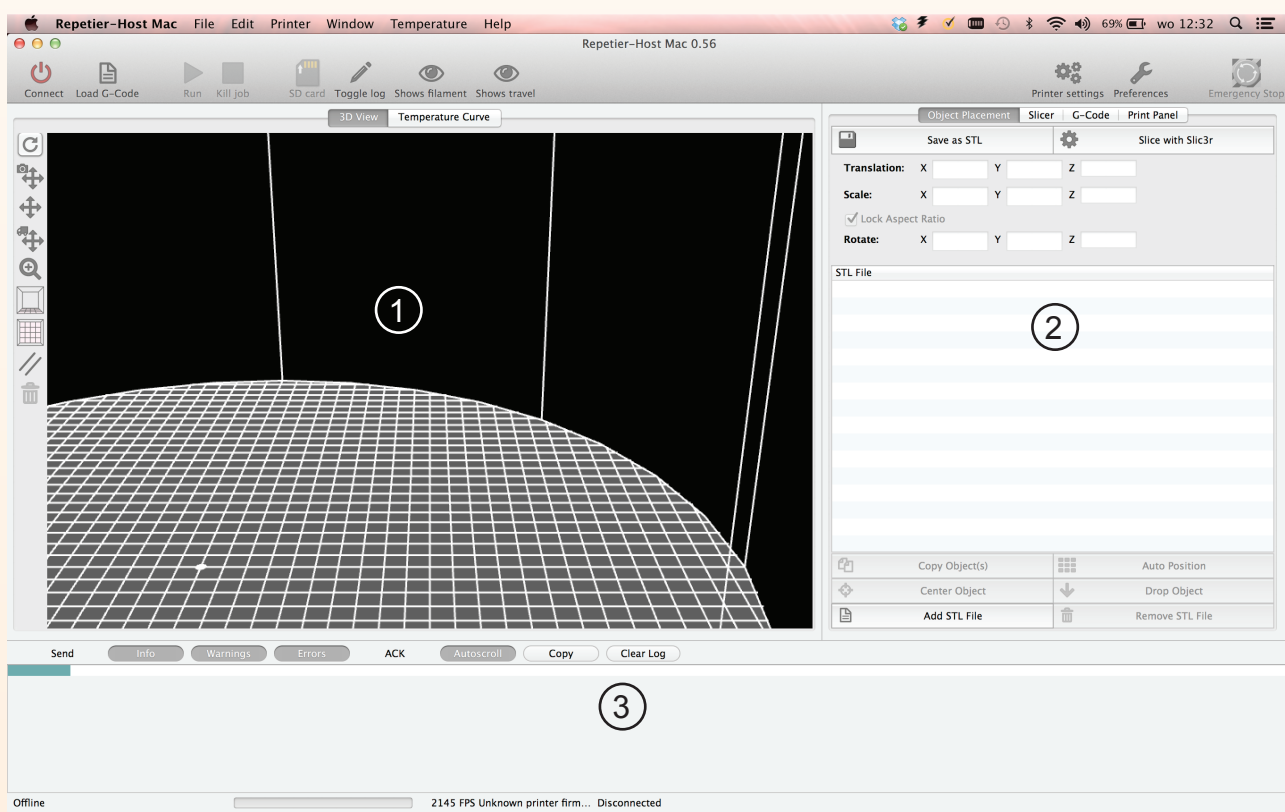 Repetier-Host Mac File Edit Printer Window Temperature Help 69% wo 12:32
Repetier-Host Mac 0.56
Connect Load G-Code Run Kill job SD card Toggle log Shows filament Shows travel Printer settings Preferences Emergency Stop
3D View Temperature Curve
Object Placement Slicer G-Code Print Panel
Save as STL Slice with Slic3r
Translation: X Y Z
Scale: X Y Z
Lock Aspect Ratio
Rotate: X Y Z
STL File
1
2
Copy Object(s) Auto Position
Center Object Drop Object
Add STL File Remove STL File
Send Info Warnings Errors ACK Autoscroll Copy Clear Log
3
Offline 2145 FPS Unknown printer firm... Disconnected